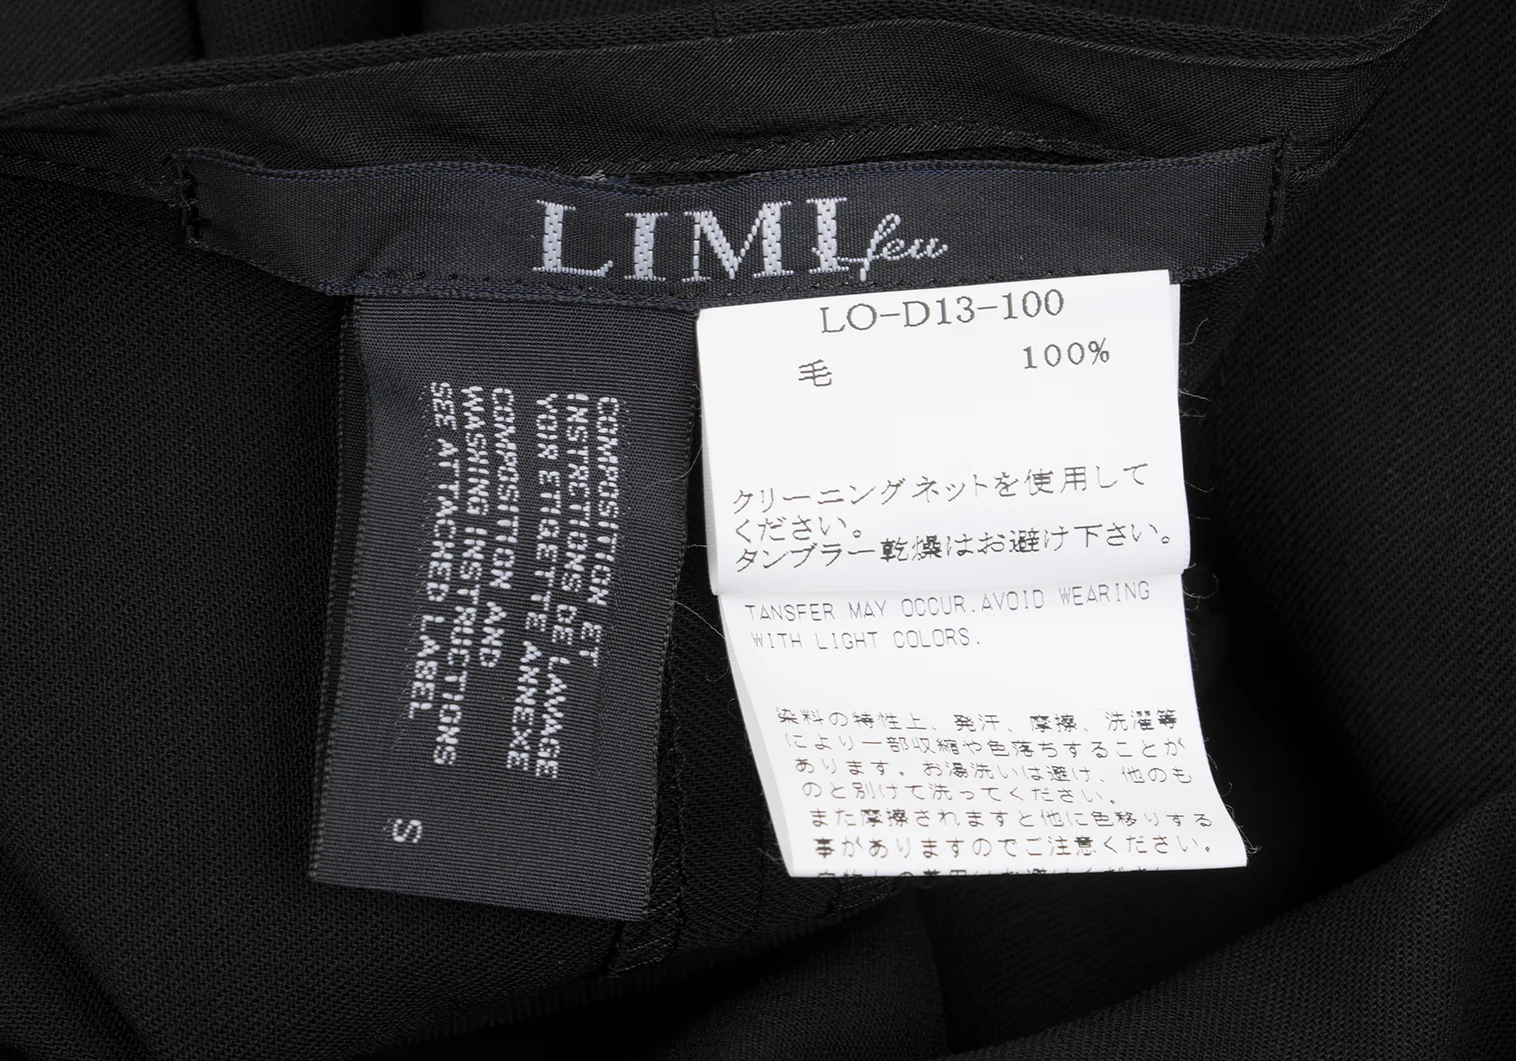 LIMI feu
LO-D13-100
毛 100%
クリーニングネットを使用して
ください。
タンブラー乾燥はお避け下さい。
TANSFER MAY OCCUR.AVOID WEARING
WITH LIGHT COLORS.
染料の特性上、発汗、摩擦、洗濯等
により一部収縮や色落ちすることが
あります。お湯洗いは避け、他のも
のと別けて洗ってください。
また摩擦されますと他に色移りする
事がありますのでご注意ください。
COMPOSITION ET
INSTRCTIONS DE LAVAGE
VOIR ETIGETTE ANNEXE
COMPOSITION AND
WASHING INSTRICTIONS
SEE ATTACHED LABEL
S